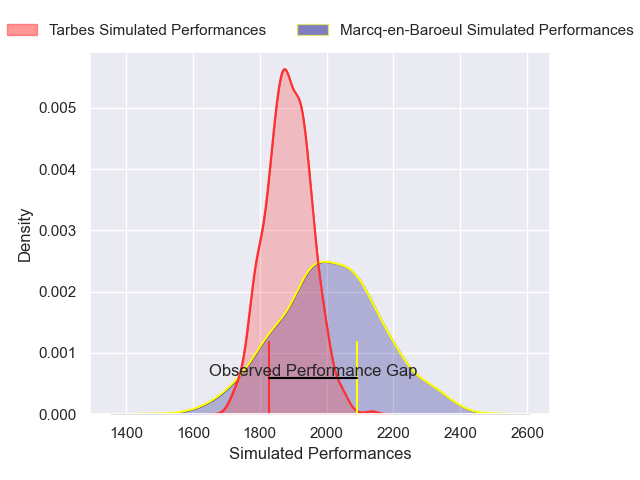 Tarbes Simulated Performances
Marcq-en-Baroeul Simulated Performances
0.005
0.004
0.003
0.002
0.001
0.000
Density
Observed Performance Gap
1400 1600 1800 2000 2200 2400 2600
Simulated Performances